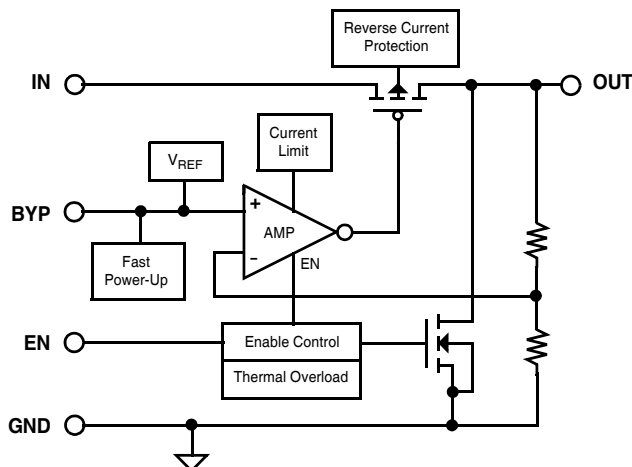 Reverse Current
Protection
IN
OUT
Current
Limit
V_REF
BYP
+
AMP
–
EN
Fast
Power-Up
EN
Enable Control
Thermal Overload
GND